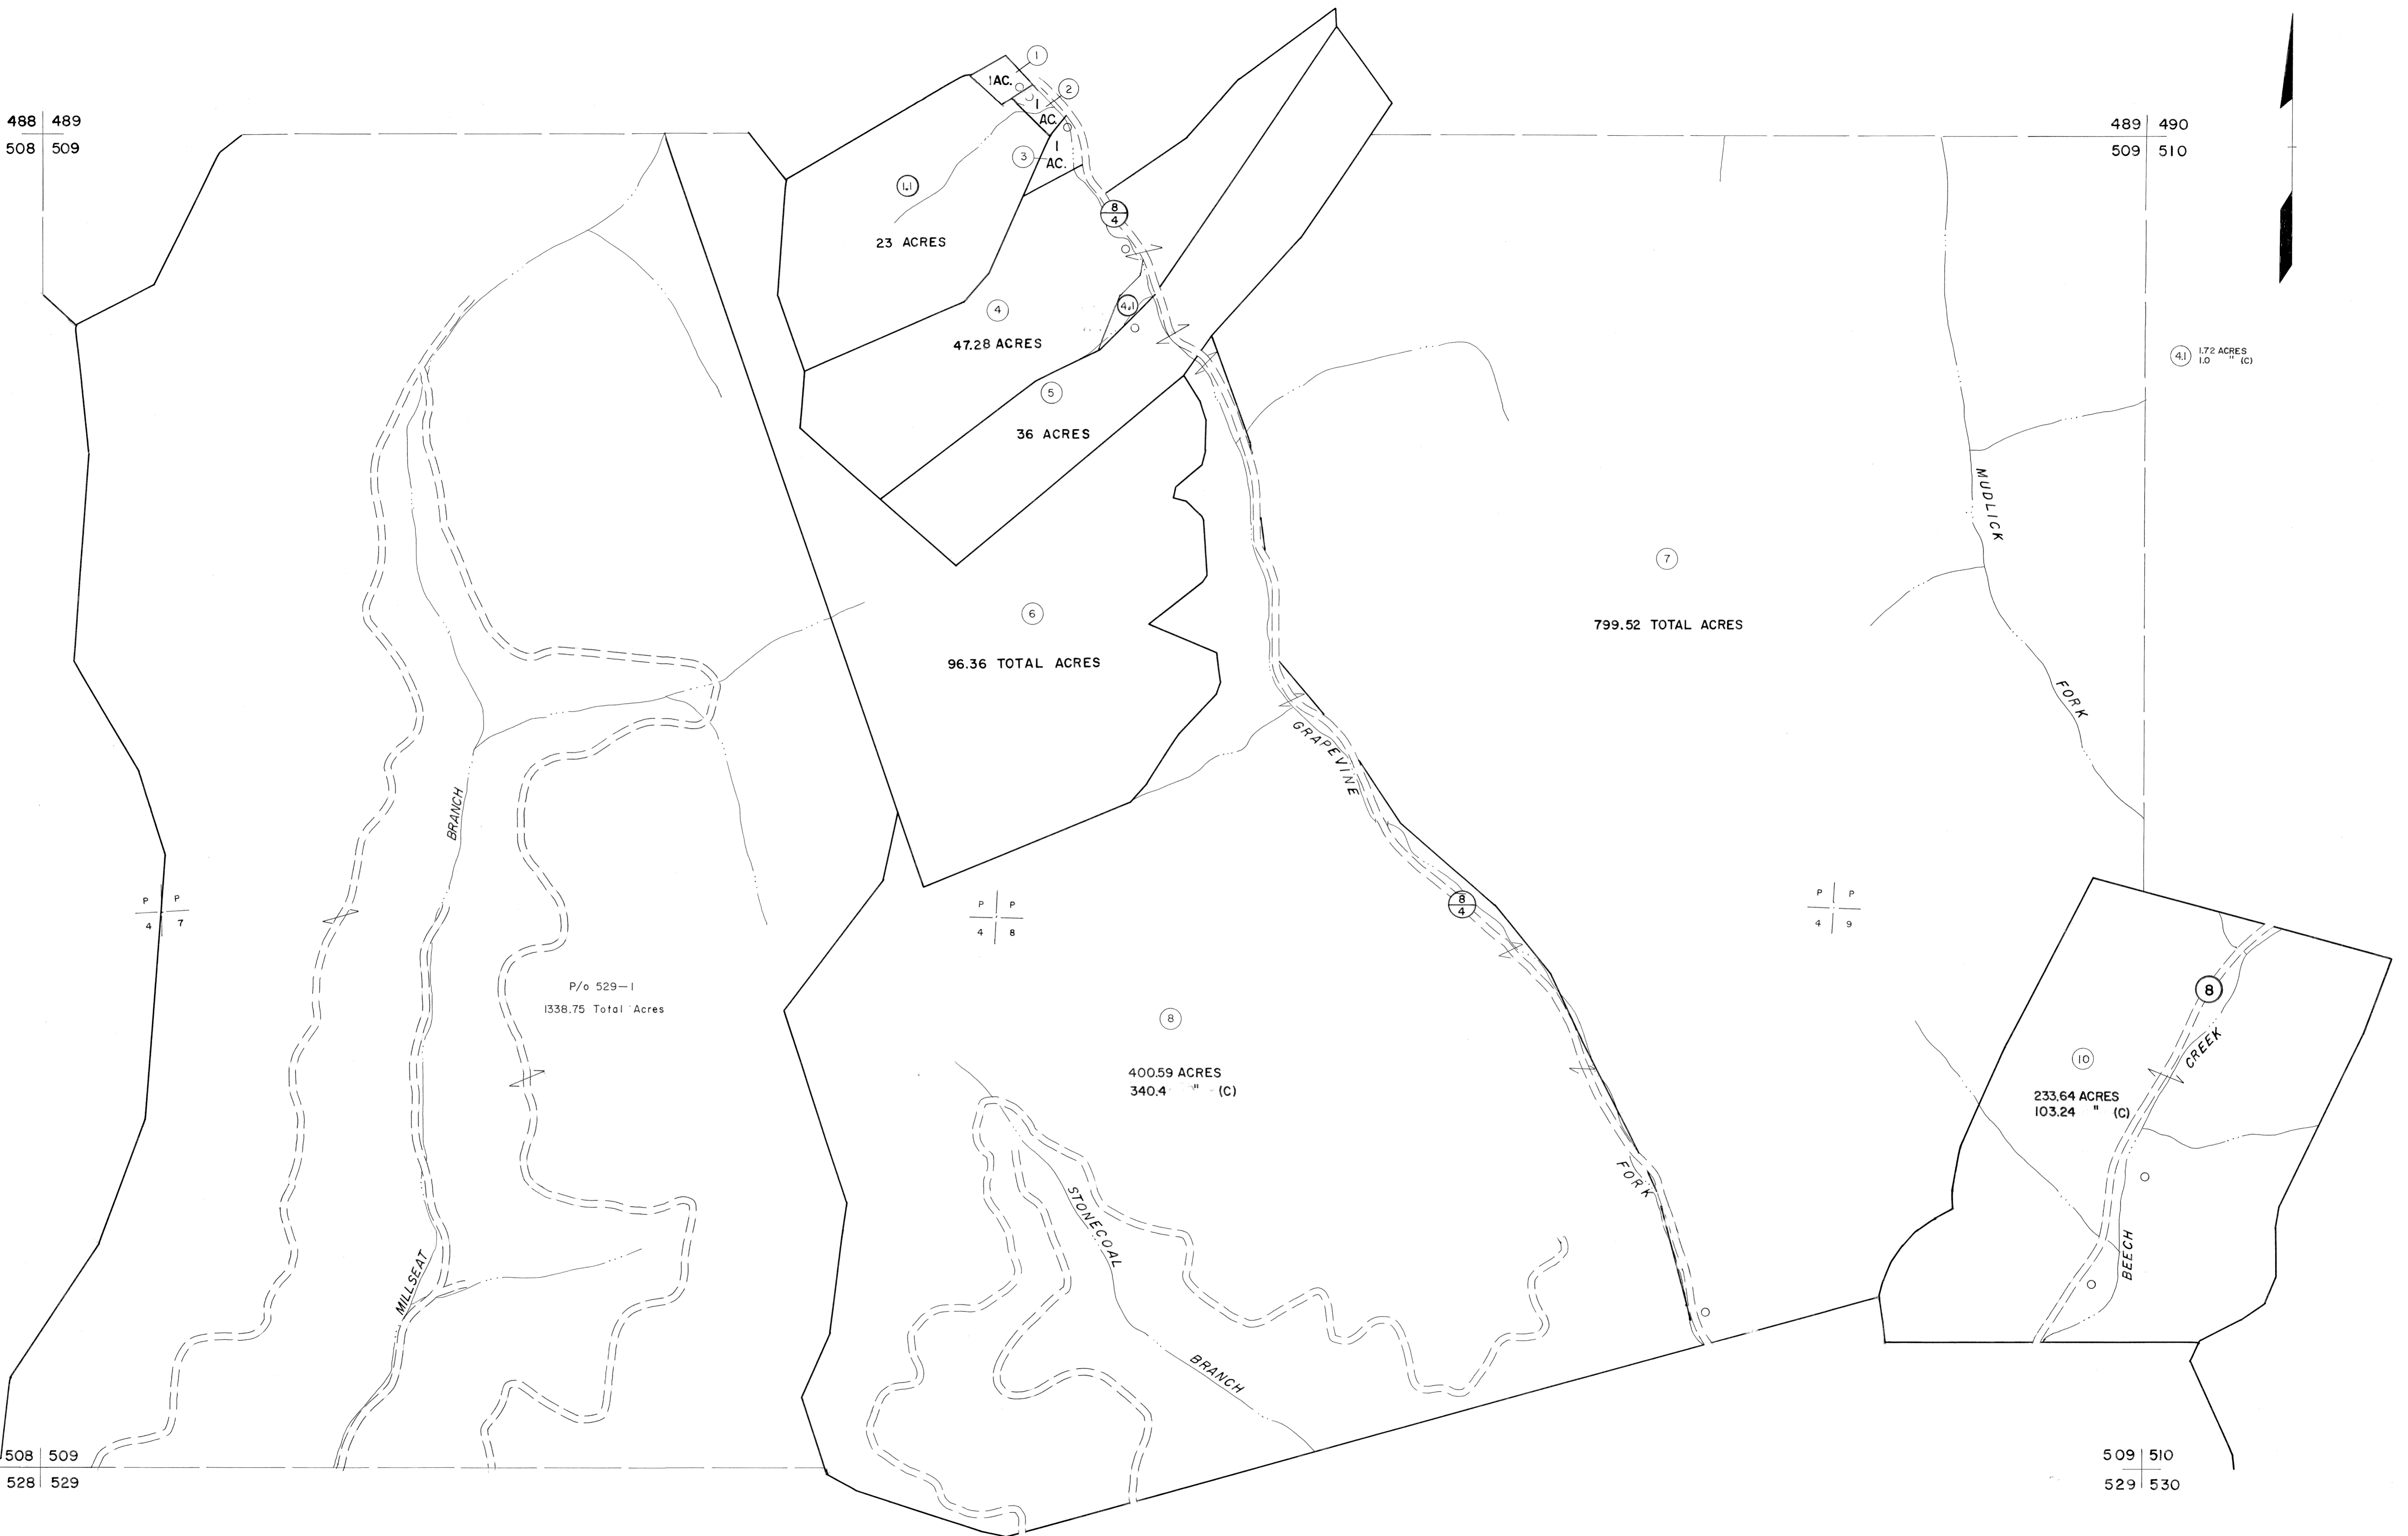 1
1 AC.
2
1
AC.
488 489
508 509
489 490
509 510
3
1
AC.
1.1
8
4
23 ACRES
4
4.1
47.28 ACRES
4.1 1.72 ACRES
1.0 " (C)
5
36 ACRES
MUDLICK
7
6
799.52 TOTAL ACRES
96.36 TOTAL ACRES
FORK
GRAPEVINE
BRANCH
P P
4 7
P P
4 8
8
4
P P
4 9
P/o 529-1
1338.75 Total Acres
8
8
CREEK
10
400.59 ACRES
340.4 " (C)
233.64 ACRES
103.24 " (C)
FORK
STONECOAL
MILLSEAT
BEECH
BRANCH
508 509
528 529
509 510
529 530